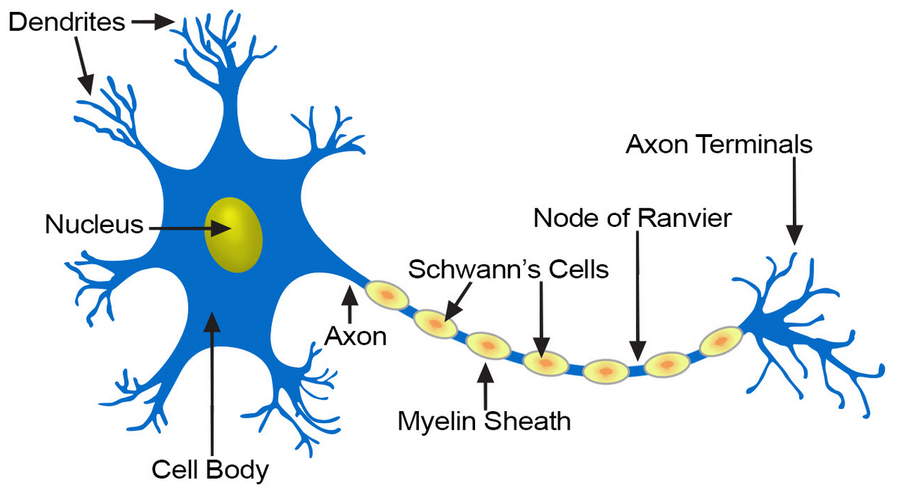 Dendrites
Axon Terminals
Node of Ranvier
Nucleus
Schwann's Cells
Axon
Myelin Sheath
Cell Body